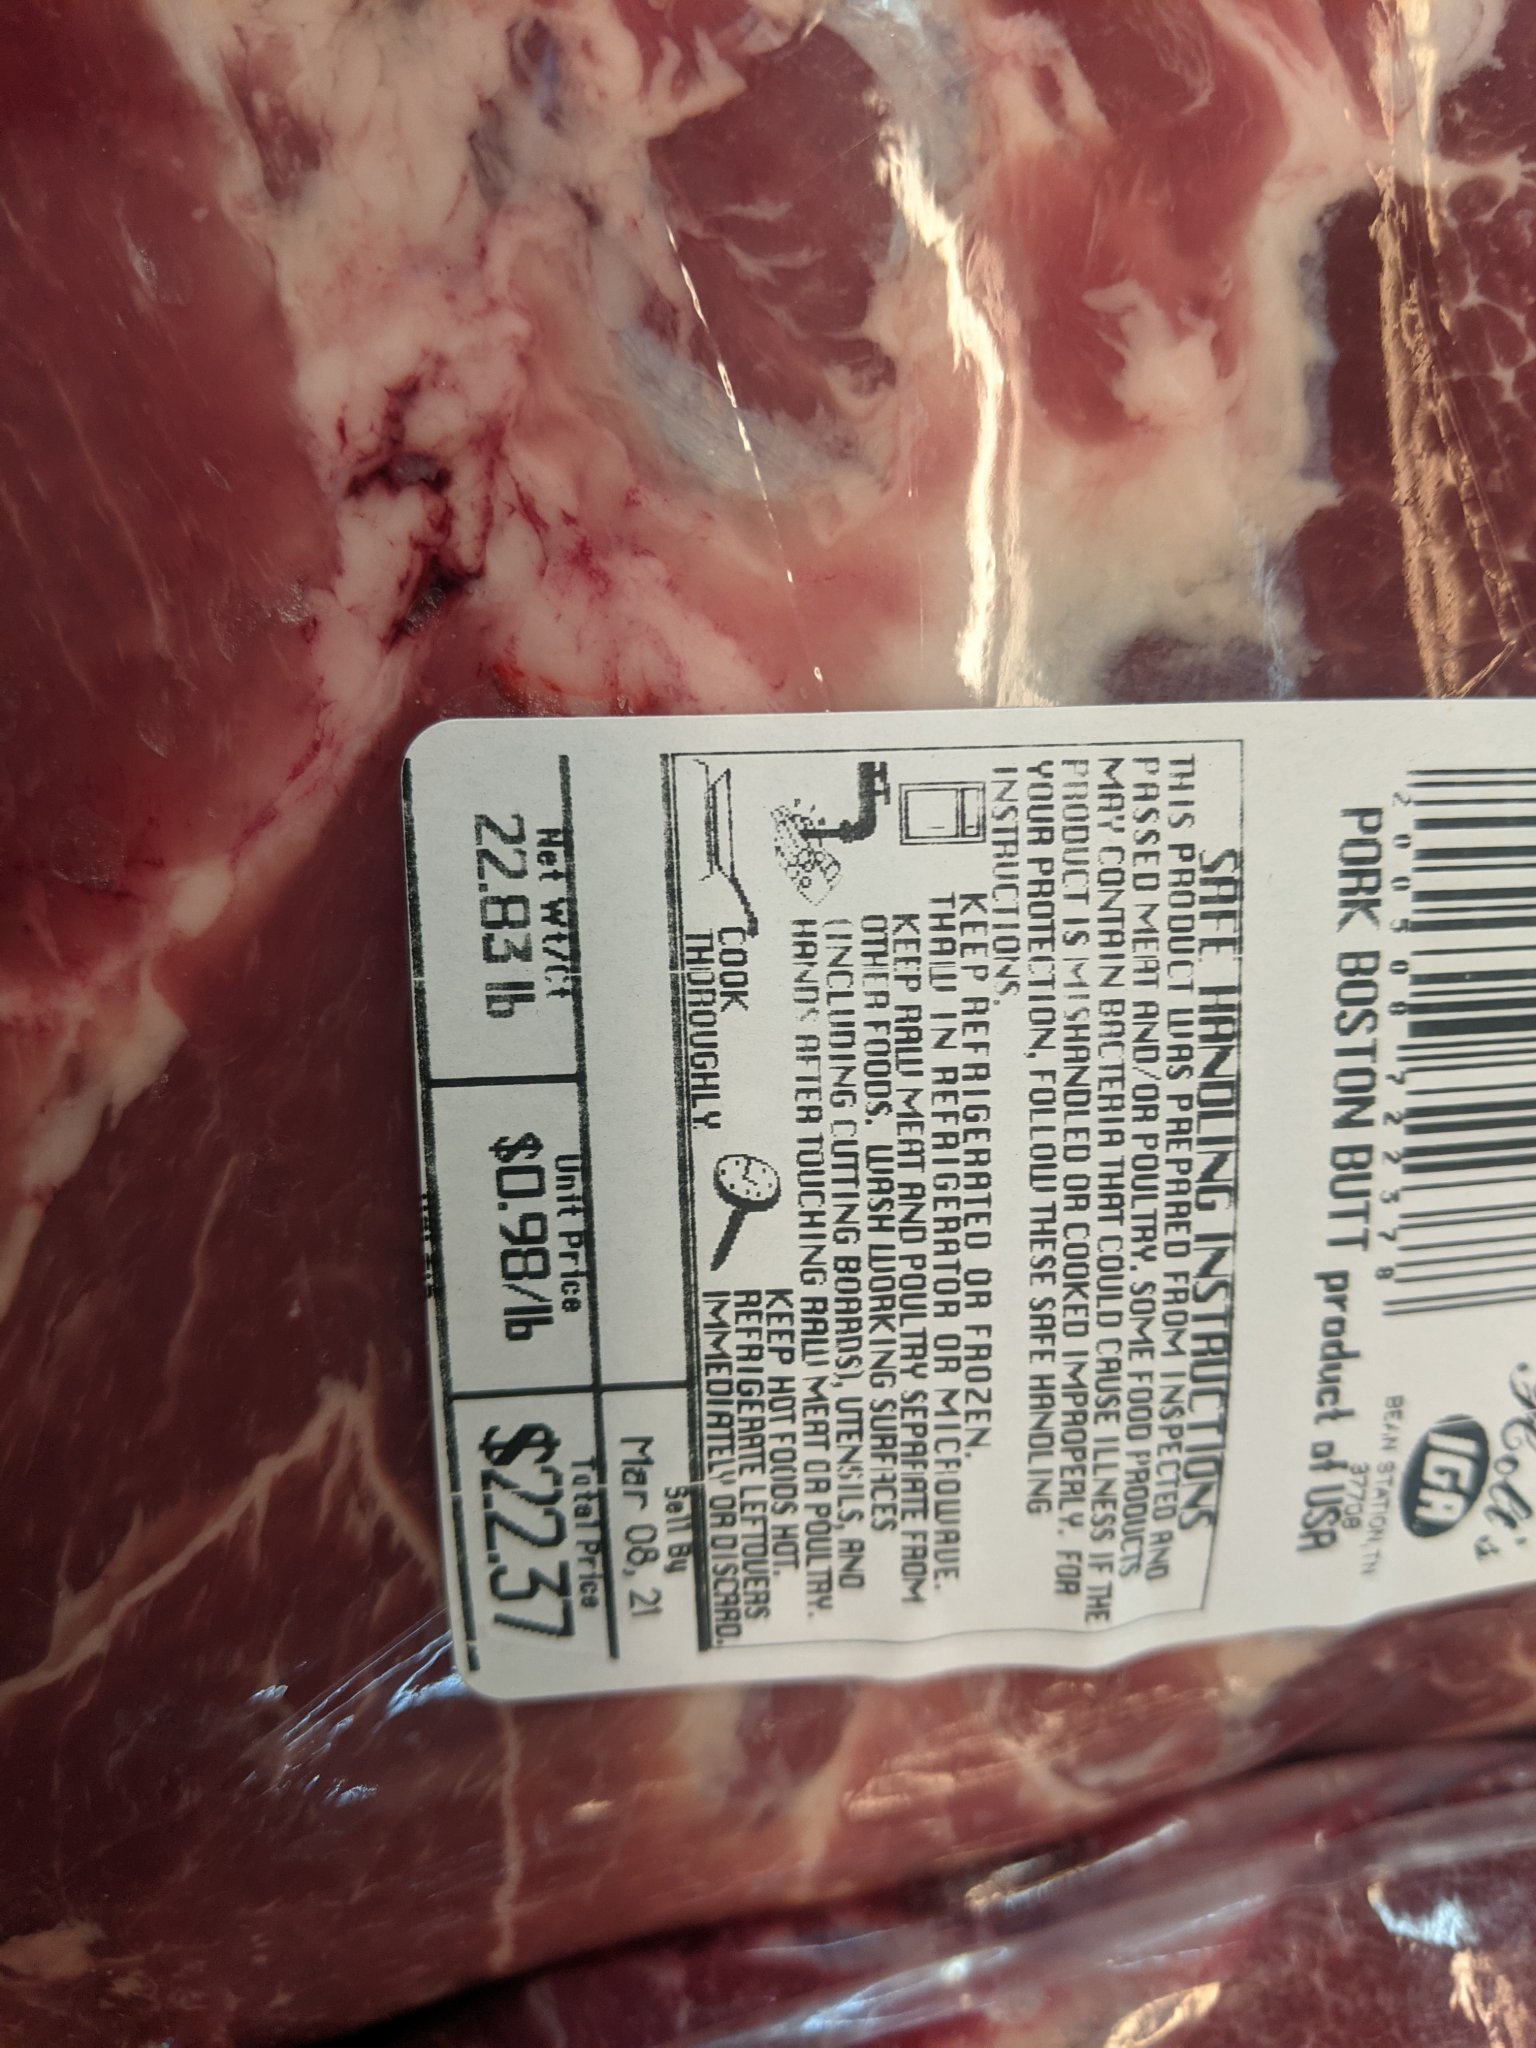 Holt's
IGA
BEAN STATION, TN
37708
2 00508 722378
PORK BOSTON BUTT product of USA
SAFE HANDLING INSTRUCTIONS
THIS PRODUCT WAS PREPARED FROM INSPECTED AND
PASSED MEAT AND/OR POULTRY. SOME FOOD PRODUCTS
MAY CONTAIN BACTERIA THAT COULD CAUSE ILLNESS IF THE
PRODUCT IS MISHANDLED OR COOKED IMPROPERLY. FOR
YOUR PROTECTION, FOLLOW THESE SAFE HANDLING
INSTRUCTIONS.
KEEP REFRIGERATED OR FROZEN.
THAW IN REFRIGERATOR OR MICROWAVE.
KEEP RAW MEAT AND POULTRY SEPARATE FROM
OTHER FOODS. WASH WORKING SURFACES
(INCLUDING CUTTING BOARDS), UTENSILS, AND
HANDS AFTER TOUCHING RAW MEAT OR POULTRY.
COOK
THOROUGHLY
KEEP HOT FOODS HOT.
REFRIGERATE LEFTOVERS
IMMEDIATELY OR DISCARD.
Sell By
Mar 08, 21
Net Wt/Ct
22.83 lb
Unit Price
$0.98/lb
Total Price
$22.37